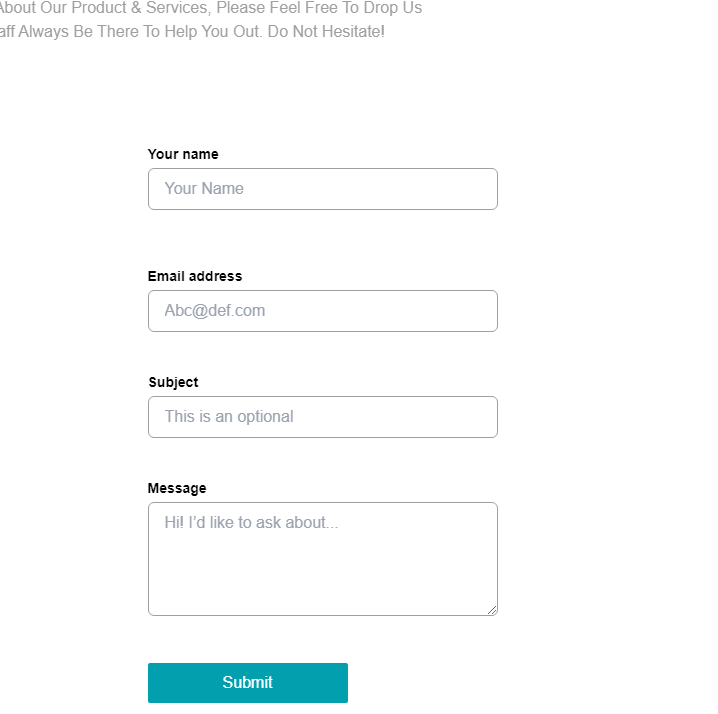 About Our Product & Services, Please Feel Free To Drop Us
Always Be There To Help You Out. Do Not Hesitate!
Your name
Your Name
Email address
Abc@def.com
Subject
This is an optional
Message
Hi! I'd like to ask about...
Submit